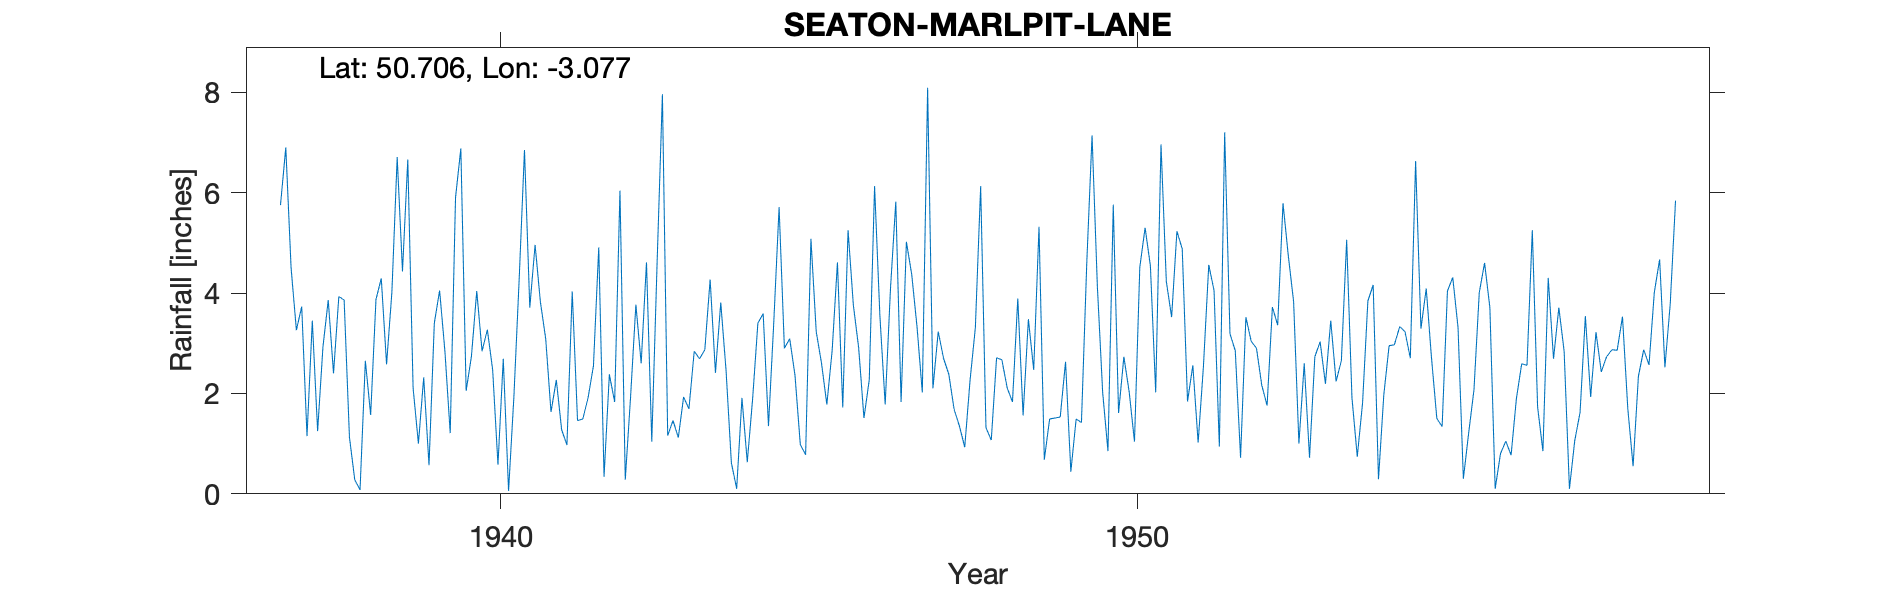 SEATON-MARLPIT-LANE
Lat: 50.706, Lon: -3.077
Rainfall [inches]
8
6
4
2
0
1940
1950
Year